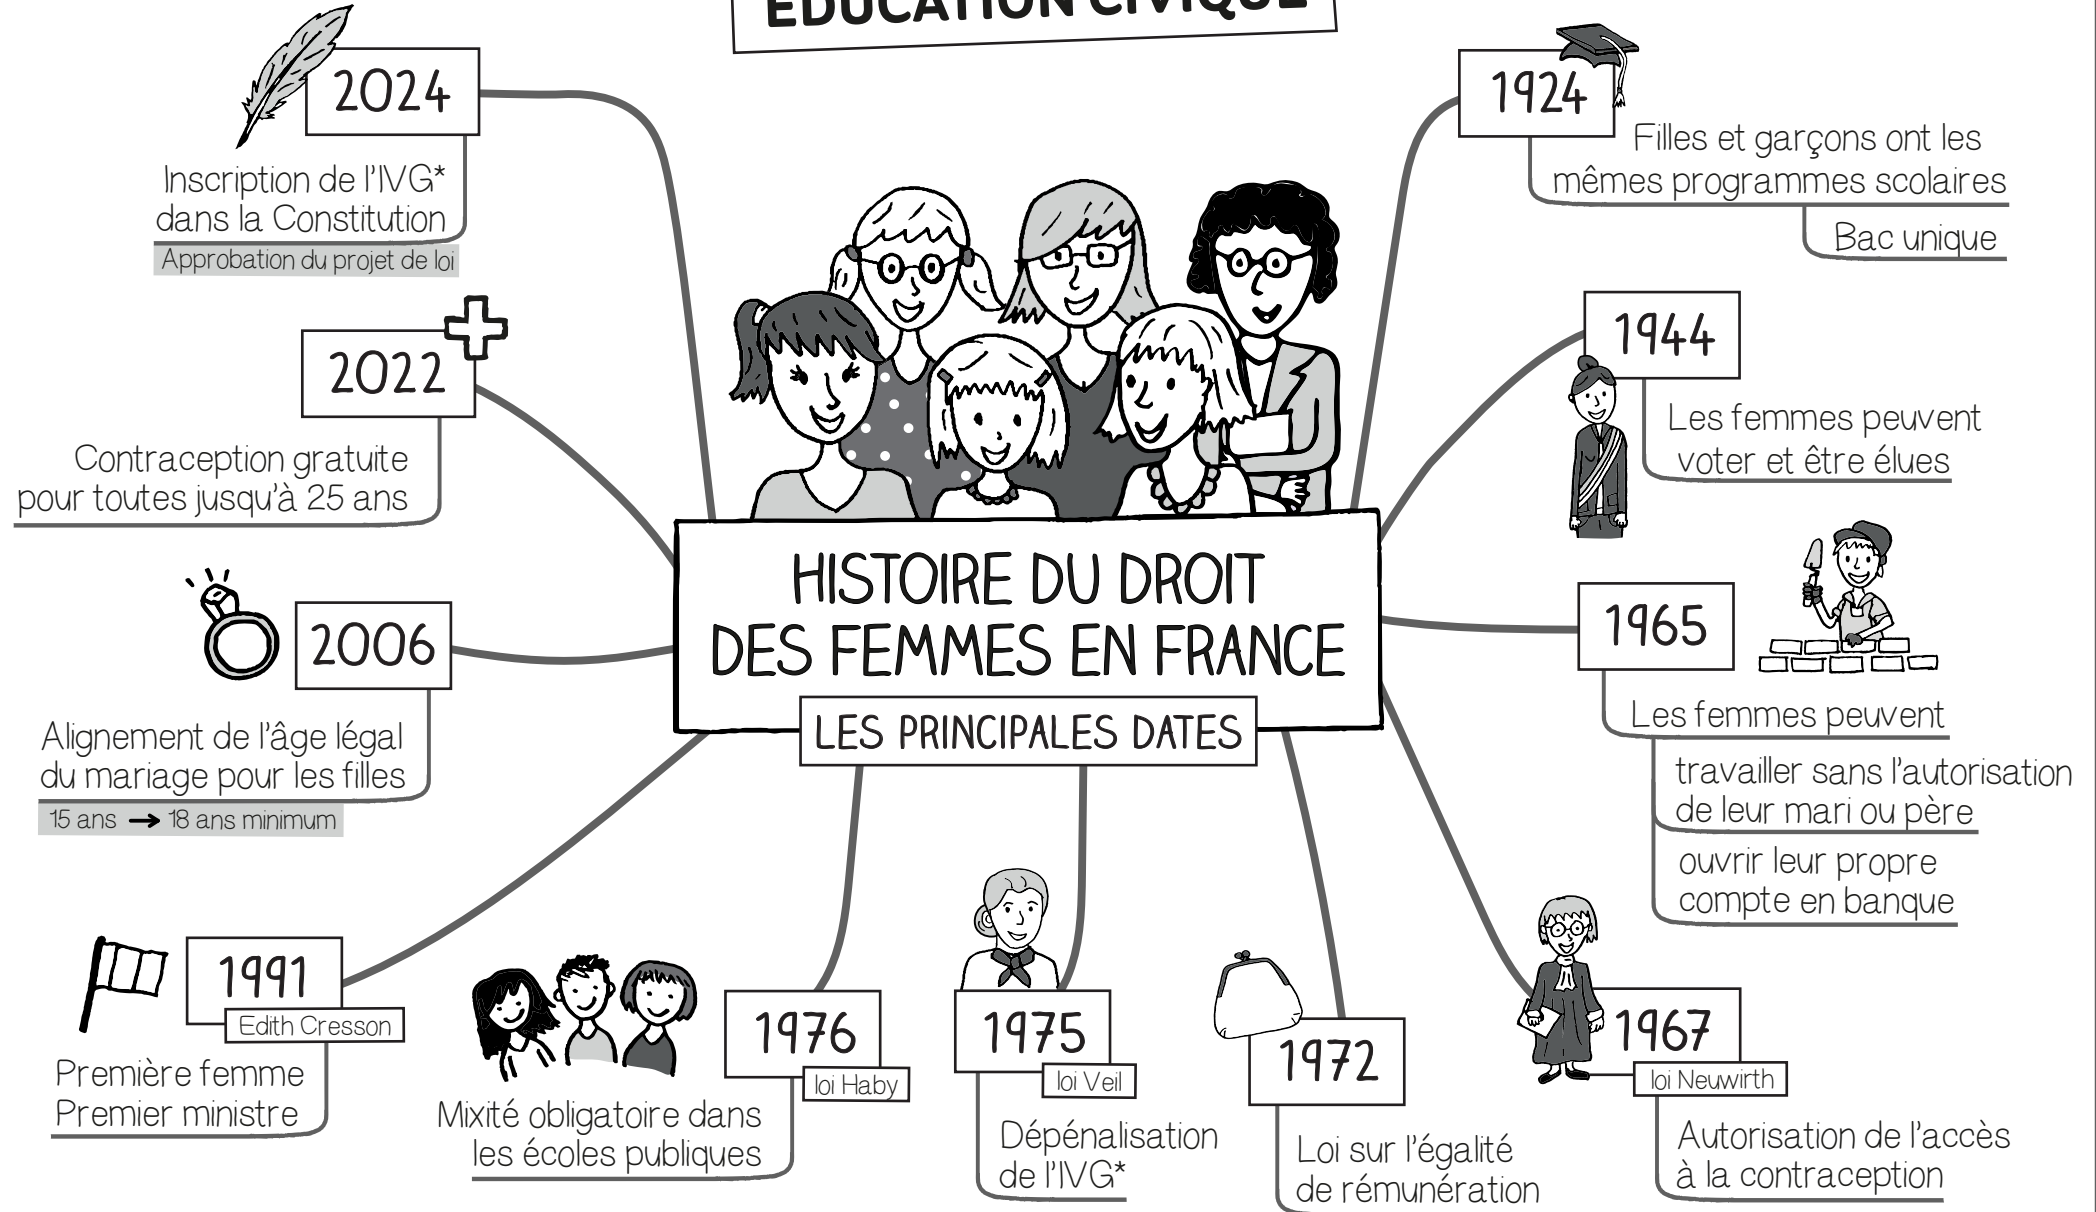 ÉDUCATION CIVIQUE
HISTOIRE DU DROIT
DES FEMMES EN FRANCE
LES PRINCIPALES DATES
1924
Filles et garçons ont les
mêmes programmes scolaires
Bac unique
1944
Les femmes peuvent
voter et être élues
1965
Les femmes peuvent
travailler sans l'autorisation
de leur mari ou père
ouvrir leur propre
compte en banque
1967
loi Neuwirth
Autorisation de l'accès
à la contraception
1972
Loi sur l'égalité
de rémunération
1975
loi Veil
Dépénalisation
de l'IVG*
1976
loi Haby
Mixité obligatoire dans
les écoles publiques
1991
Edith Cresson
Première femme
Premier ministre
2006
Alignement de l'âge légal
du mariage pour les filles
15 ans → 18 ans minimum
2022
Contraception gratuite
pour toutes jusqu'à 25 ans
2024
Inscription de l'IVG*
dans la Constitution
Approbation du projet de loi